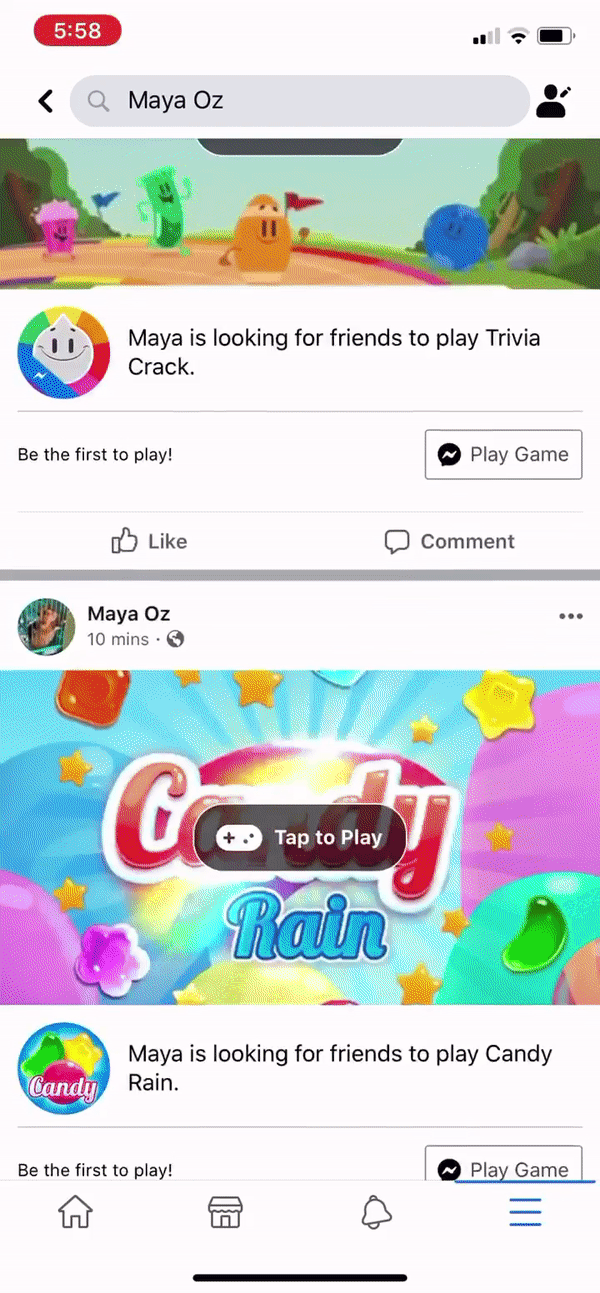 5:58
Maya Oz
Maya is looking for friends to play Trivia
Crack.
Be the first to play!
Play Game
Like
Comment
Maya Oz
10 mins ·
Candy
Tap to Play
Rain
Candy
Maya is looking for friends to play Candy
Rain.
Be the first to play!
Play Game